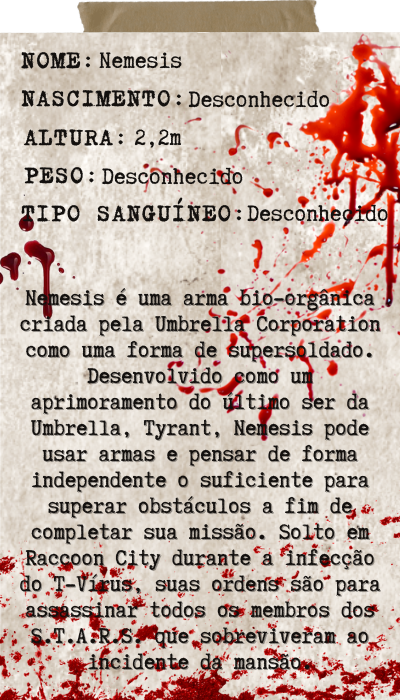 NOME: Nemesis
NASCIMENTO: Desconhecido
ALTURA: 2,2m
PESO: Desconhecido
TIPO SANGUÍNEO: Desconhecido
Nemesis é uma arma bio-orgânica
criada pela Umbrella Corporation
como uma forma de supersoldado.
Desenvolvido como um
aprimoramento do último ser da
Umbrella, Tyrant, Nemesis pode
usar armas e pensar de forma
independente o suficiente para
superar obstáculos a fim de
completar sua missão. Solto em
Raccoon City durante a infecção
do T-Virus, suas ordens são para
assassinar todos os membros dos
S.T.A.R.S. que sobreviveram ao
incidente da mansão.